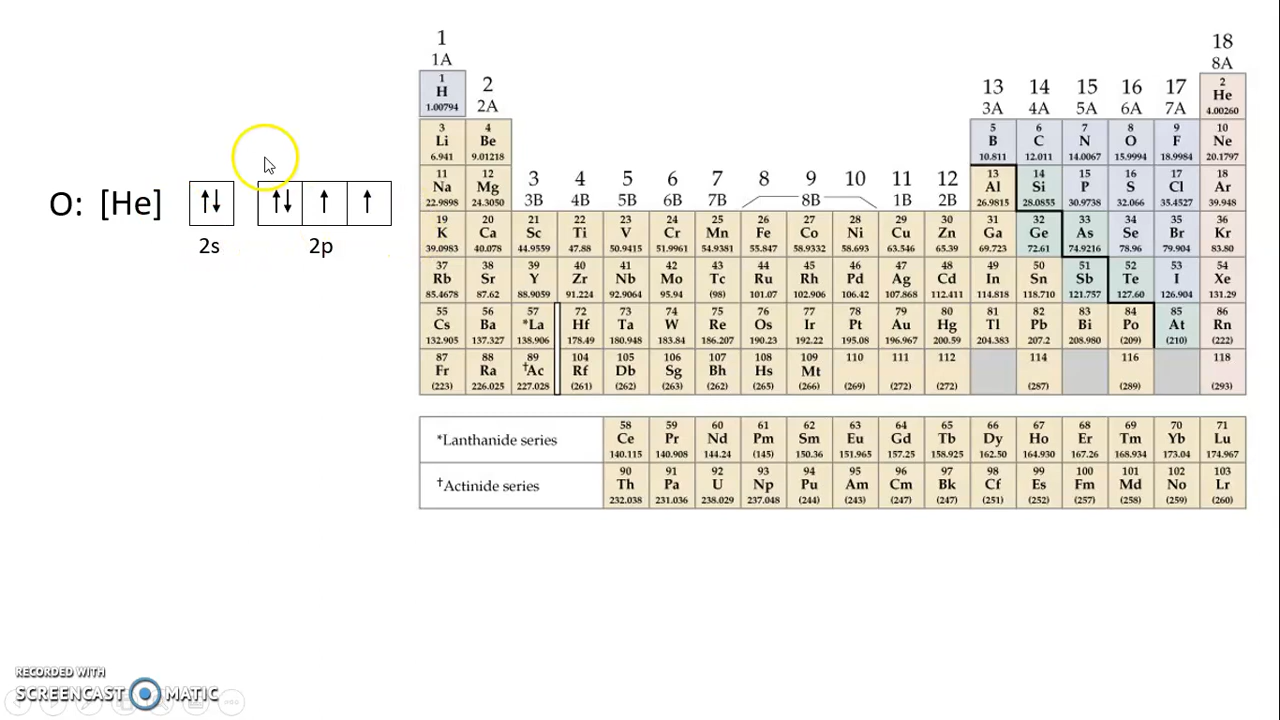 1
18
1A
8A
1
H
1.00794
2
2A
13
14
15
16
17
3A
4A
5A
6A
7A
2
He
4.00260
3 4 5 6 7 8 9 10
Li Be B C N O F Ne
6.941 9.01218 10.811 12.011 14.0067 15.9994 18.9984 20.1797
3 4 5 6 7 8 9 10 11 12
3B 4B 5B 6B 7B 8B 1B 2B
11 12 13 14 15 16 17 18
Na Mg Al Si P S Cl Ar
22.9898 24.3050 26.9815 28.0855 30.9738 32.066 35.4527 39.948
O: [He] ↑↓ ↑↓ ↑ ↑
2s 2p
19 20 21 22 23 24 25 26 27 28 29 30 31 32 33 34 35 36
K Ca Sc Ti V Cr Mn Fe Co Ni Cu Zn Ga Ge As Se Br Kr
39.0983 40.078 44.9559 47.88 50.9415 51.9961 54.9381 55.847 58.9332 58.693 63.546 65.39 69.723 72.61 74.9216 78.96 79.904 83.80
37 38 39 40 41 42 43 44 45 46 47 48 49 50 51 52 53 54
Rb Sr Y Zr Nb Mo Tc Ru Rh Pd Ag Cd In Sn Sb Te I Xe
85.4678 87.62 88.9059 91.224 92.9064 95.94 (98) 101.07 102.906 106.42 107.868 112.411 114.818 118.710 121.757 127.60 126.904 131.29
55 56 57 72 73 74 75 76 77 78 79 80 81 82 83 84 85 86
Cs Ba *La Hf Ta W Re Os Ir Pt Au Hg Tl Pb Bi Po At Rn
132.905 137.327 138.906 178.49 180.948 183.84 186.207 190.23 192.22 195.08 196.967 200.59 204.383 207.2 208.980 (209) (210) (222)
87 88 89 104 105 106 107 108 109 110 111 112 114 116 118
Fr Ra †Ac Rf Db Sg Bh Hs Mt
(223) 226.025 227.028 (261) (262) (263) (262) (265) (266) (269) (272) (272) (287) (289) (293)
58 59 60 61 62 63 64 65 66 67 68 69 70 71
*Lanthanide series Ce Pr Nd Pm Sm Eu Gd Tb Dy Ho Er Tm Yb Lu
140.115 140.908 144.24 (145) 150.36 151.965 157.25 158.925 162.50 164.930 167.26 168.934 173.04 174.967
90 91 92 93 94 95 96 97 98 99 100 101 102 103
†Actinide series Th Pa U Np Pu Am Cm Bk Cf Es Fm Md No Lr
232.038 231.036 238.029 237.048 (244) (243) (247) (247) (251) (252) (257) (258) (259) (260)
RECORDED WITH
SCREENCAST MATIC